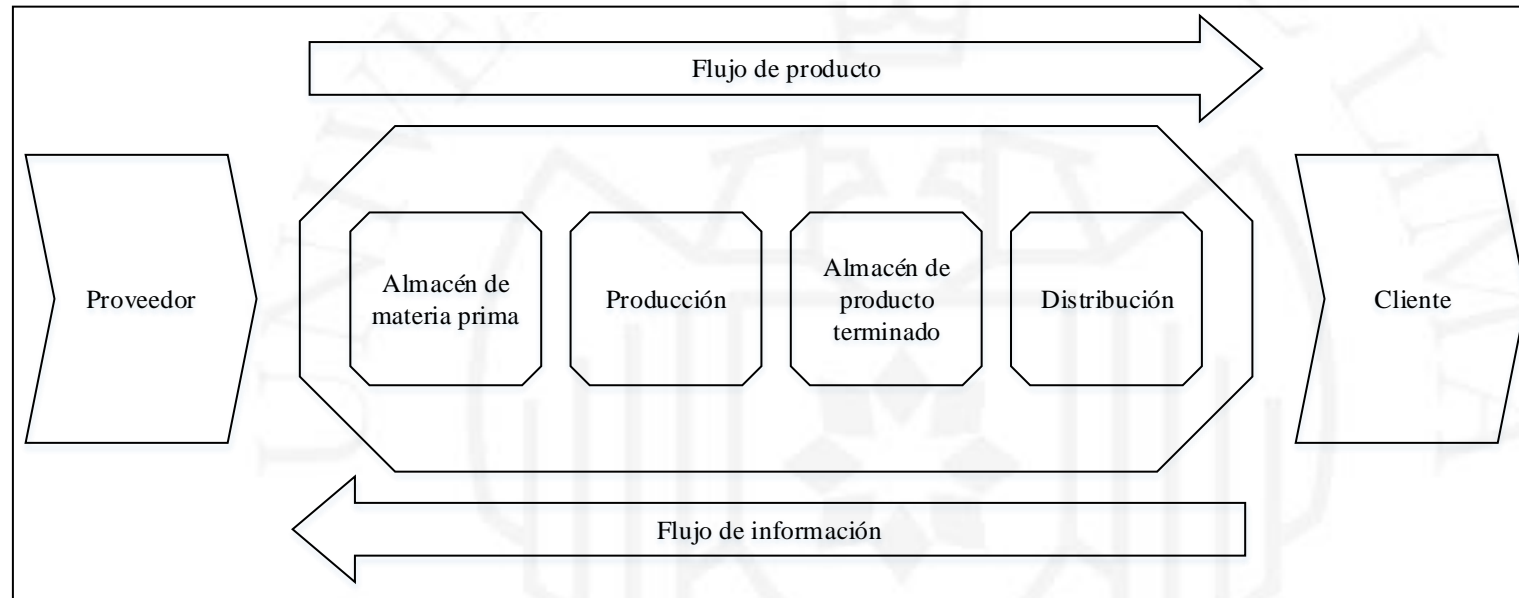 Flujo de producto
Proveedor
Almacén de
materia prima
Producción
Almacén de
producto
terminado
Distribución
Cliente
Flujo de información